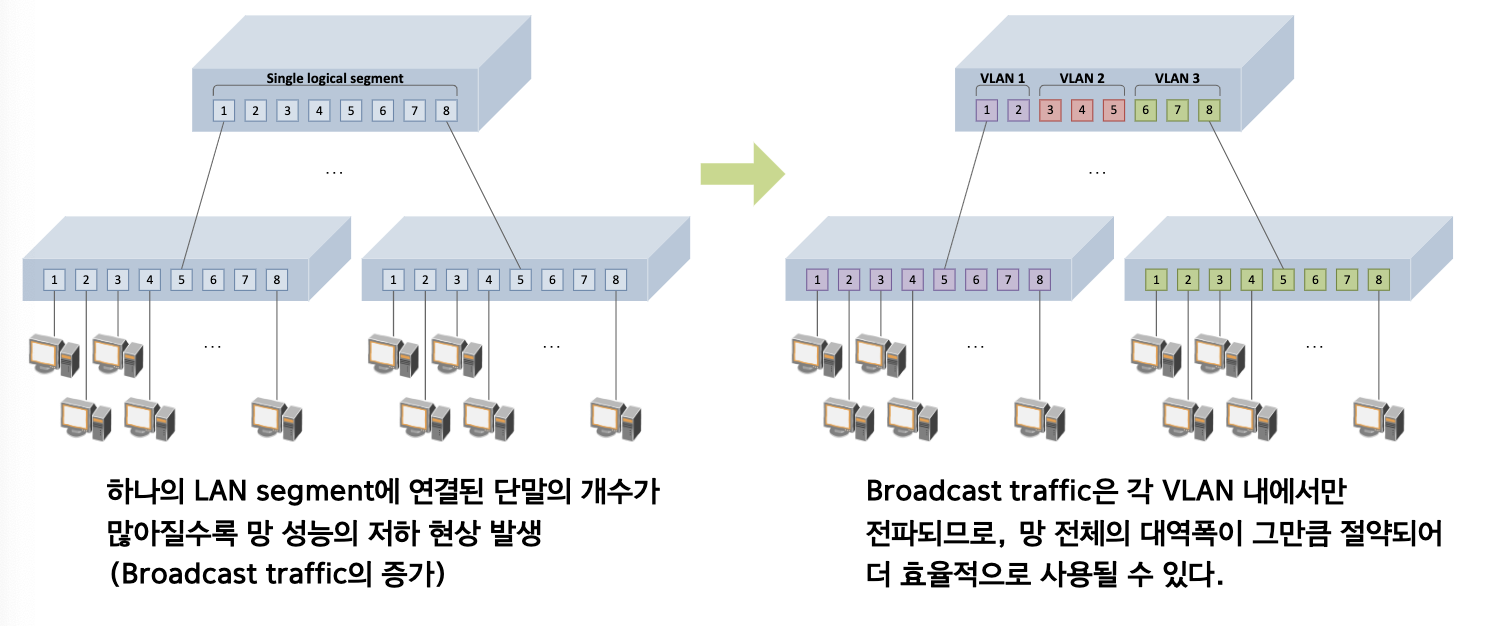 Single logical segment
1 2 3 4 5 6 7 8
...
1 2 3 4 5 6 7 8
1 2 3 4 5 6 7 8
...
...
하나의 LAN segment에 연결된 단말의 개수가
많아질수록 망 성능의 저하 현상 발생
(Broadcast traffic의 증가)
VLAN 1 VLAN 2 VLAN 3
1 2 3 4 5 6 7 8
...
1 2 3 4 5 6 7 8
1 2 3 4 5 6 7 8
...
...
Broadcast traffic은 각 VLAN 내에서만
전파되므로, 망 전체의 대역폭이 그만큼 절약되어
더 효율적으로 사용될 수 있다.